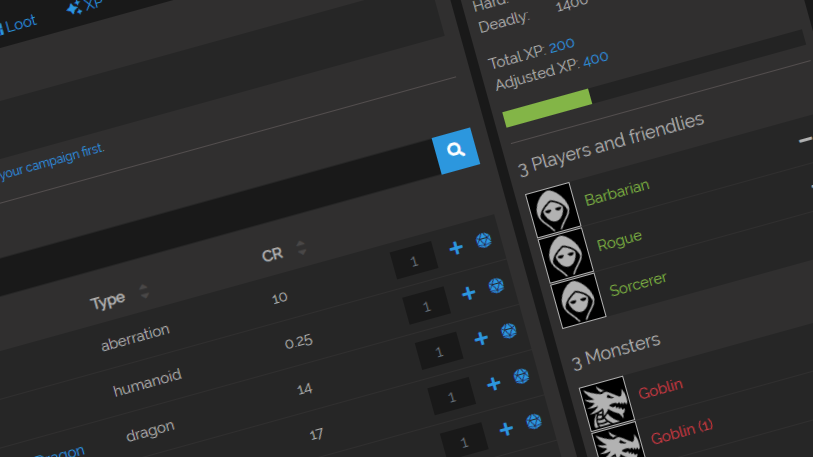 Loot
XP
your campaign first.
Type
CR
aberration
10
1
humanoid
0.25
1
dragon
14
1
Dragon
17
1
1
Hard:
Deadly: 1400
Total XP: 200
Adjusted XP: 400
3 Players and friendlies
Barbarian
Rogue
Sorcerer
3 Monsters
Goblin
Goblin (1)